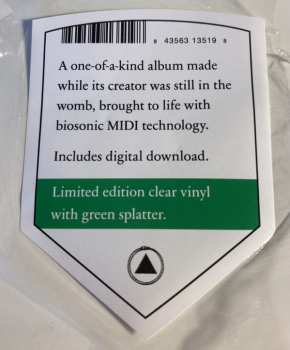 8 43563 13519 8
A one-of-a-kind album made
while its creator was still in the
womb, brought to life with
biosonic MIDI technology.
Includes digital download.
Limited edition clear vinyl
with green splatter.